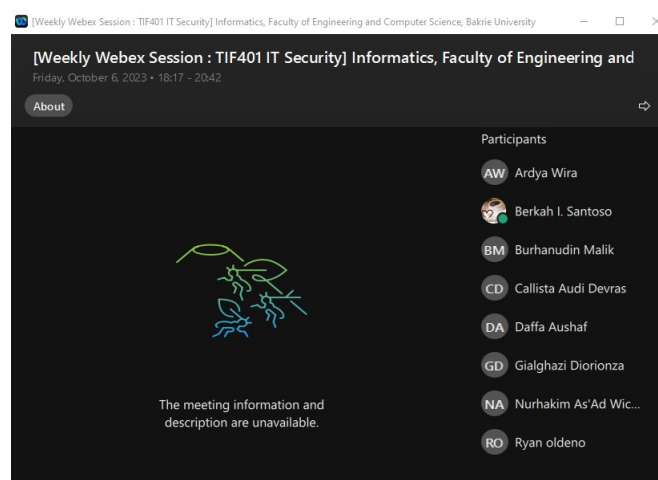 [Weekly Webex Session : TIF401 IT Security] Informatics, Faculty of Engineering and Computer Science, Bakrie University
[Weekly Webex Session : TIF401 IT Security] Informatics, Faculty of Engineering and
Friday, October 6, 2023 • 18:17 - 20:42
About
Participants
AW Ardya Wira
Berkah I. Santoso
BM Burhanudin Malik
CD Callista Audi Devras
DA Daffa Aushaf
GD Gialghazi Diorionza
NA Nurhakim As'Ad Wic...
RO Ryan oldeno
The meeting information and
description are unavailable.